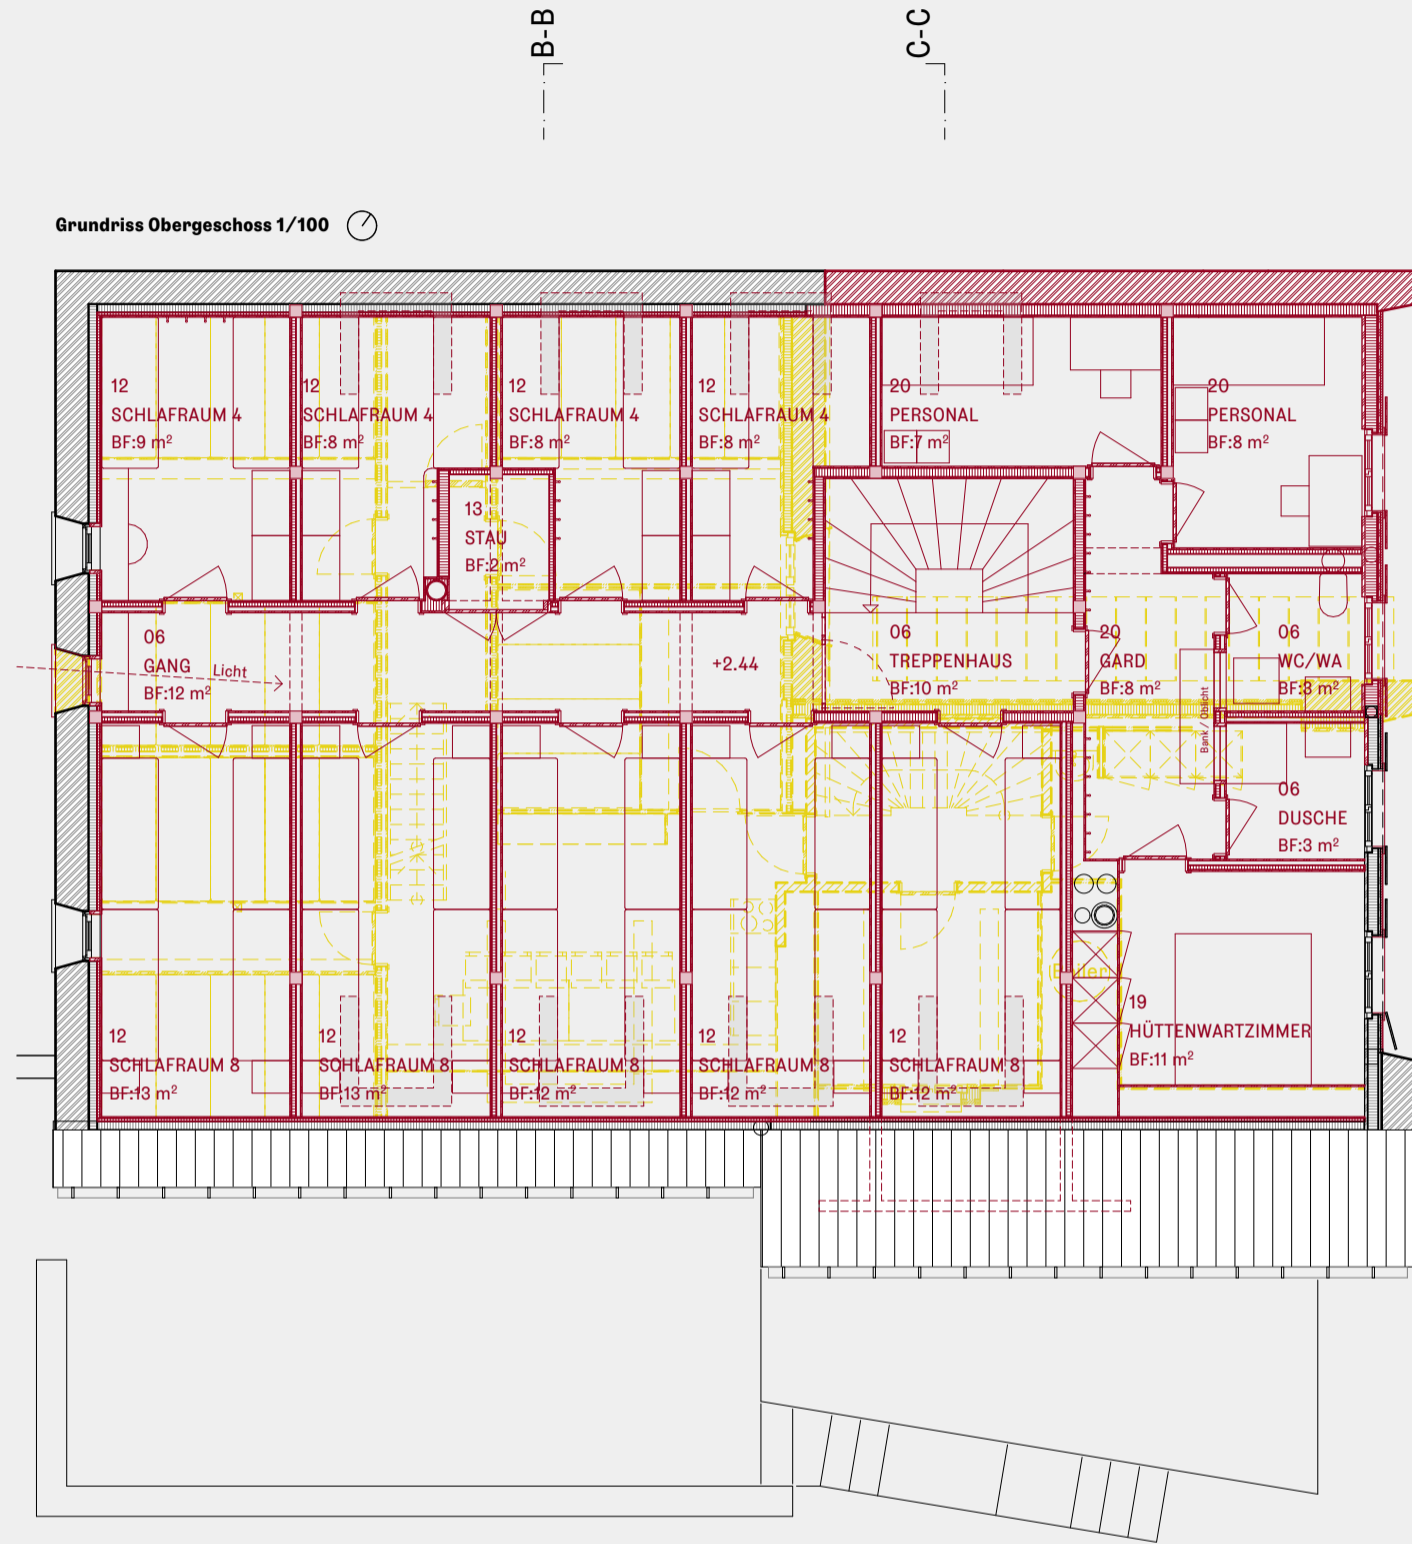 B-B
C-C
Grundriss Obergeschoss 1/100
12
SCHLAFRAUM 4
BF:9 m²
12
SCHLAFRAUM 4
BF:8 m²
12
SCHLAFRAUM 4
BF:8 m²
12
SCHLAFRAUM 4
BF:8 m²
20
PERSONAL
BF:7 m²
20
PERSONAL
BF:8 m²
13
STAU
BF:2 m²
06
GANG
BF:12 m²
Licht
+2.44
06
TREPPENHAUS
BF:10 m²
20
GARD
BF:8 m²
06
WC/WA
BF:3 m²
Bank / Oblicht
06
DUSCHE
BF:3 m²
Boiler
12
SCHLAFRAUM 8
BF:13 m²
12
SCHLAFRAUM 8
BF:13 m²
12
SCHLAFRAUM 8
BF:12 m²
12
SCHLAFRAUM 8
BF:12 m²
12
SCHLAFRAUM 8
BF:12 m²
19
HÜTTENWARTZIMMER
BF:11 m²